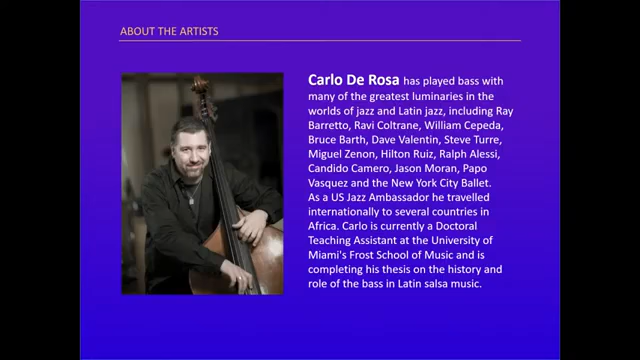 ABOUT THE ARTISTS
Carlo De Rosa has played bass with
many of the greatest luminaries in the
worlds of jazz and Latin jazz, including Ray
Barretto, Ravi Coltrane, William Cepeda,
Bruce Barth, Dave Valentin, Steve Turre,
Miguel Zenon, Hilton Ruiz, Ralph Alessi,
Candido Camero, Jason Moran, Papo
Vasquez and the New York City Ballet.
As a US Jazz Ambassador he travelled
internationally to several countries in
Africa. Carlo is currently a Doctoral
Teaching Assistant at the University of
Miami's Frost School of Music and is
completing his thesis on the history and
role of the bass in Latin salsa music.